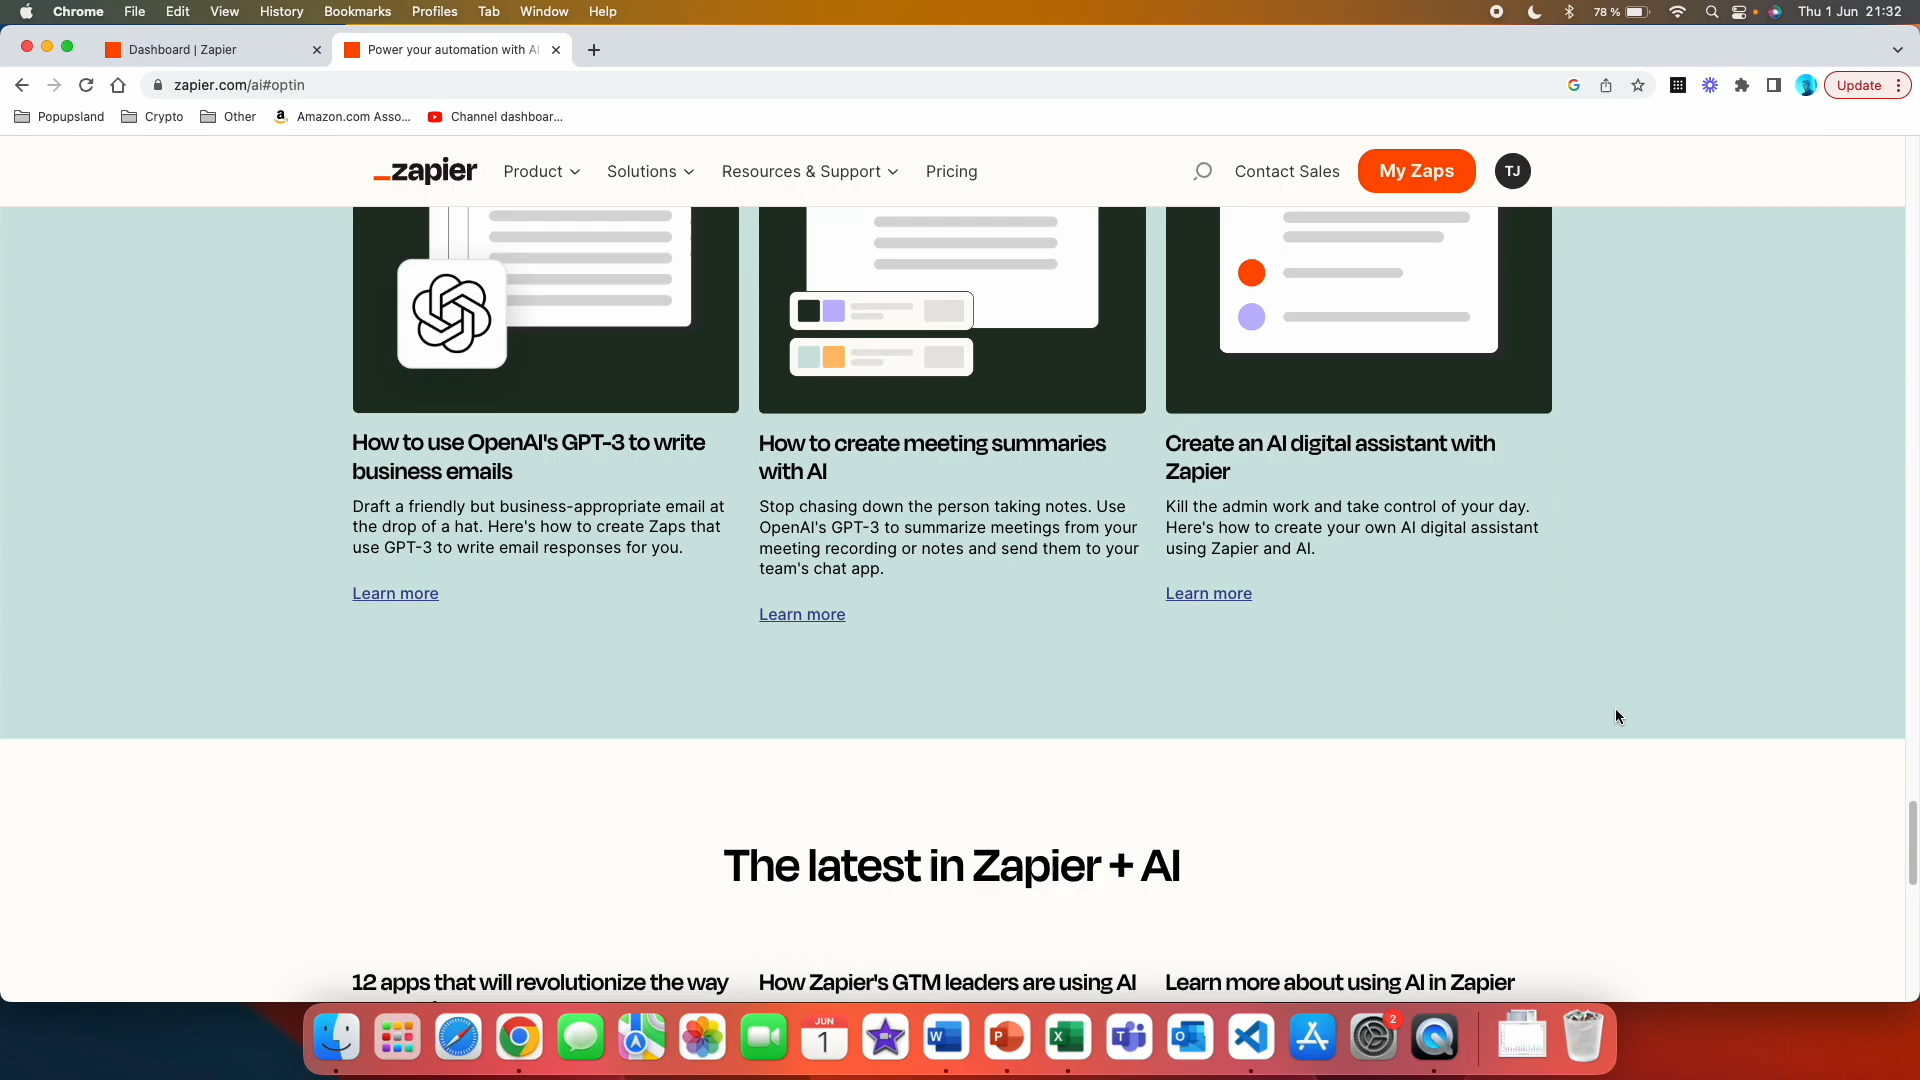 Chrome File Edit View History Bookmarks Profiles Tab Window Help 78 % Thu 1 Jun 21:32
Dashboard | Zapier Power your automation with AI
zapier.com/ai#optin Update
Popupsland Crypto Other Amazon.com Asso... Channel dashboar...
zapier Product Solutions Resources & Support Pricing Contact Sales My Zaps TJ
How to use OpenAI's GPT-3 to write
business emails
Draft a friendly but business-appropriate email at
the drop of a hat. Here's how to create Zaps that
use GPT-3 to write email responses for you.
Learn more
How to create meeting summaries
with AI
Stop chasing down the person taking notes. Use
OpenAI's GPT-3 to summarize meetings from your
meeting recording or notes and send them to your
team's chat app.
Learn more
Create an AI digital assistant with
Zapier
Kill the admin work and take control of your day.
Here's how to create your own AI digital assistant
using Zapier and AI.
Learn more
The latest in Zapier + AI
12 apps that will revolutionize the way
How Zapier's GTM leaders are using AI
Learn more about using AI in Zapier
JUN
1
W
P
X
T
O
2